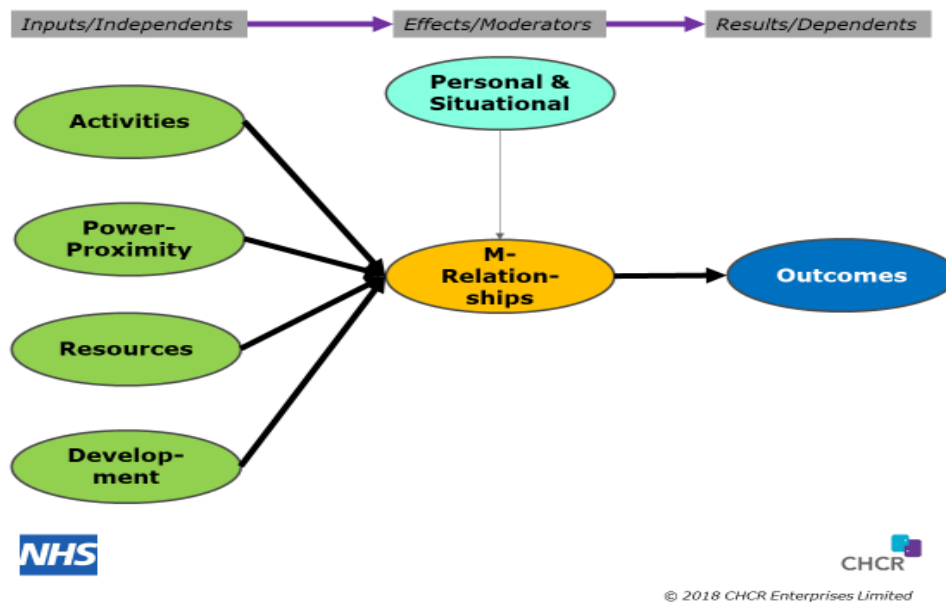 Inputs/Independents
Effects/Moderators
Results/Dependents
Personal &
Situational
Activities
Power-
Proximity
M-
Relation-
ships
Outcomes
Resources
Develop-
ment
NHS
CHCR
© 2018 CHCR Enterprises Limited